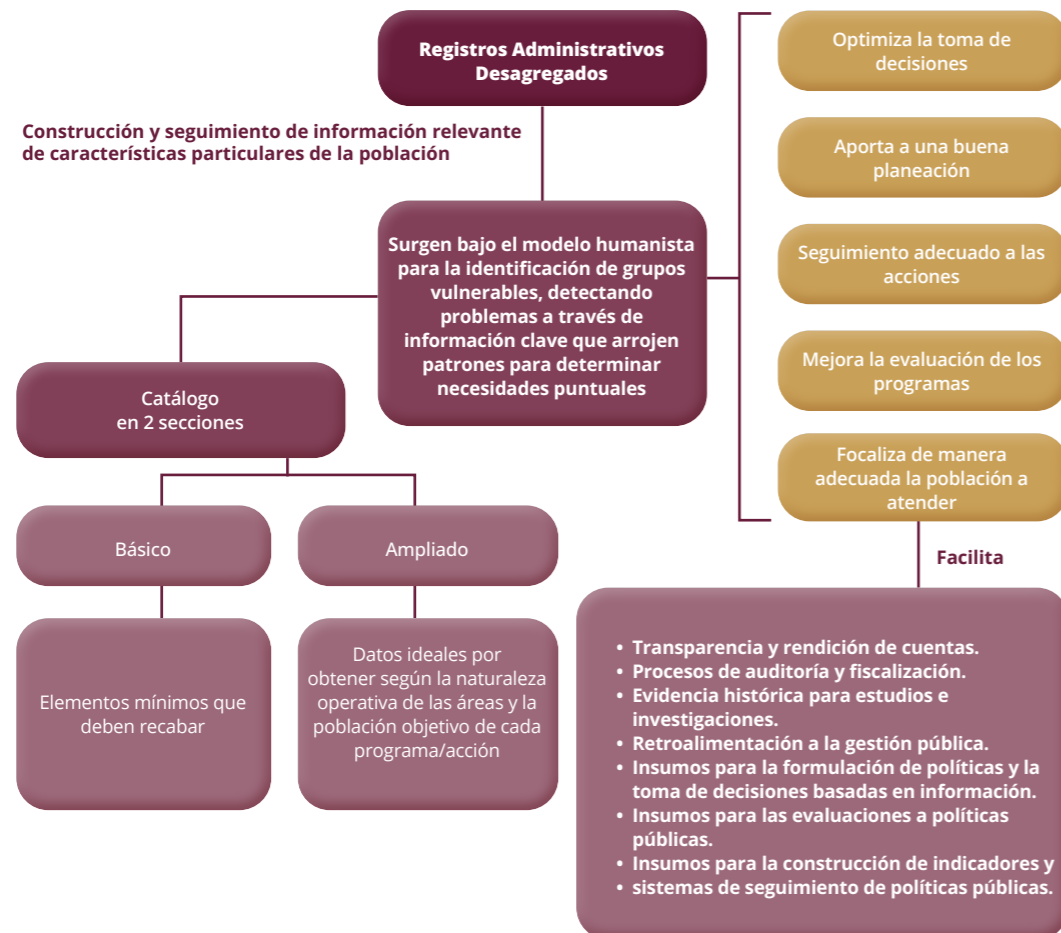 Registros Administrativos
Desagregados
Construcción y seguimiento de información relevante
de características particulares de la población
Surgen bajo el modelo humanista
para la identificación de grupos
vulnerables, detectando
problemas a través de
información clave que arrojen
patrones para determinar
necesidades puntuales
Catálogo
en 2 secciones
Básico
Ampliado
Elementos mínimos que
deben recabar
Datos ideales por
obtener según la naturaleza
operativa de las áreas y la
población objetivo de cada
programa/acción
Optimiza la toma de
decisiones
Aporta a una buena
planeación
Seguimiento adecuado a las
acciones
Mejora la evaluación de los
programas
Focaliza de manera
adecuada la población a
atender
Facilita
• Transparencia y rendición de cuentas.
• Procesos de auditoría y fiscalización.
• Evidencia histórica para estudios e
investigaciones.
• Retroalimentación a la gestión pública.
• Insumos para la formulación de políticas y la
toma de decisiones basadas en información.
• Insumos para las evaluaciones a políticas
públicas.
• Insumos para la construcción de indicadores y
• sistemas de seguimiento de políticas públicas.